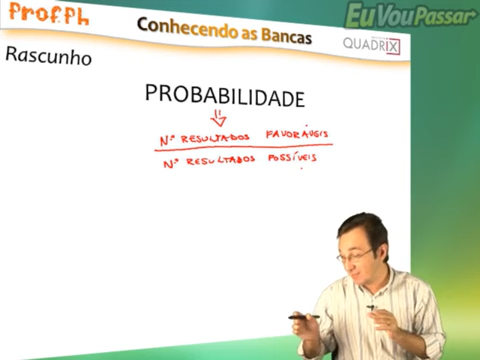 Prof.Ph
Conhecendo as Bancas
EuVouPassar
QUADRIX
Rascunho
PROBABILIDADE
Nº RESULTADOS FAVORÁVEIS
Nº RESULTADOS POSSÍVEIS